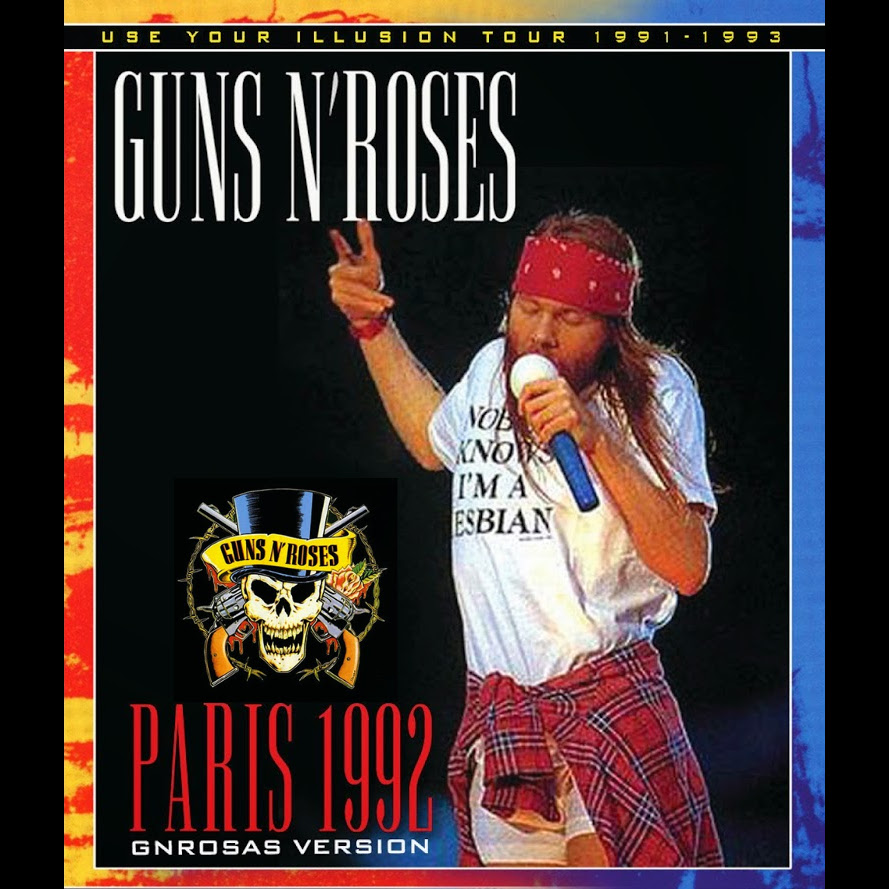 USE YOUR ILLUSION TOUR 1991-1993
GUNS N'ROSES
NOB
KNOWS
I'M A
ESBIAN
GUNS N'ROSES
PARIS 1992
GNROSAS VERSION